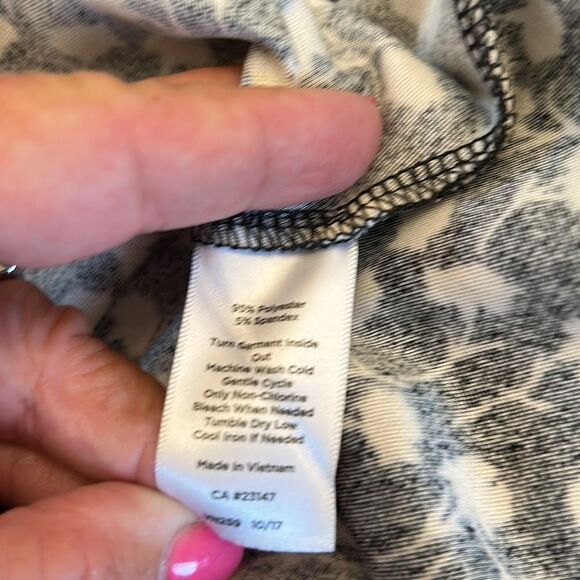 95% Polyester
5% Spandex
Turn Garment Inside
Out
Machine Wash Cold
Gentle Cycle
Only Non-Chlorine
Bleach When Needed
Tumble Dry Low
Cool Iron If Needed
Made In Vietnam
CA #23147
10/17